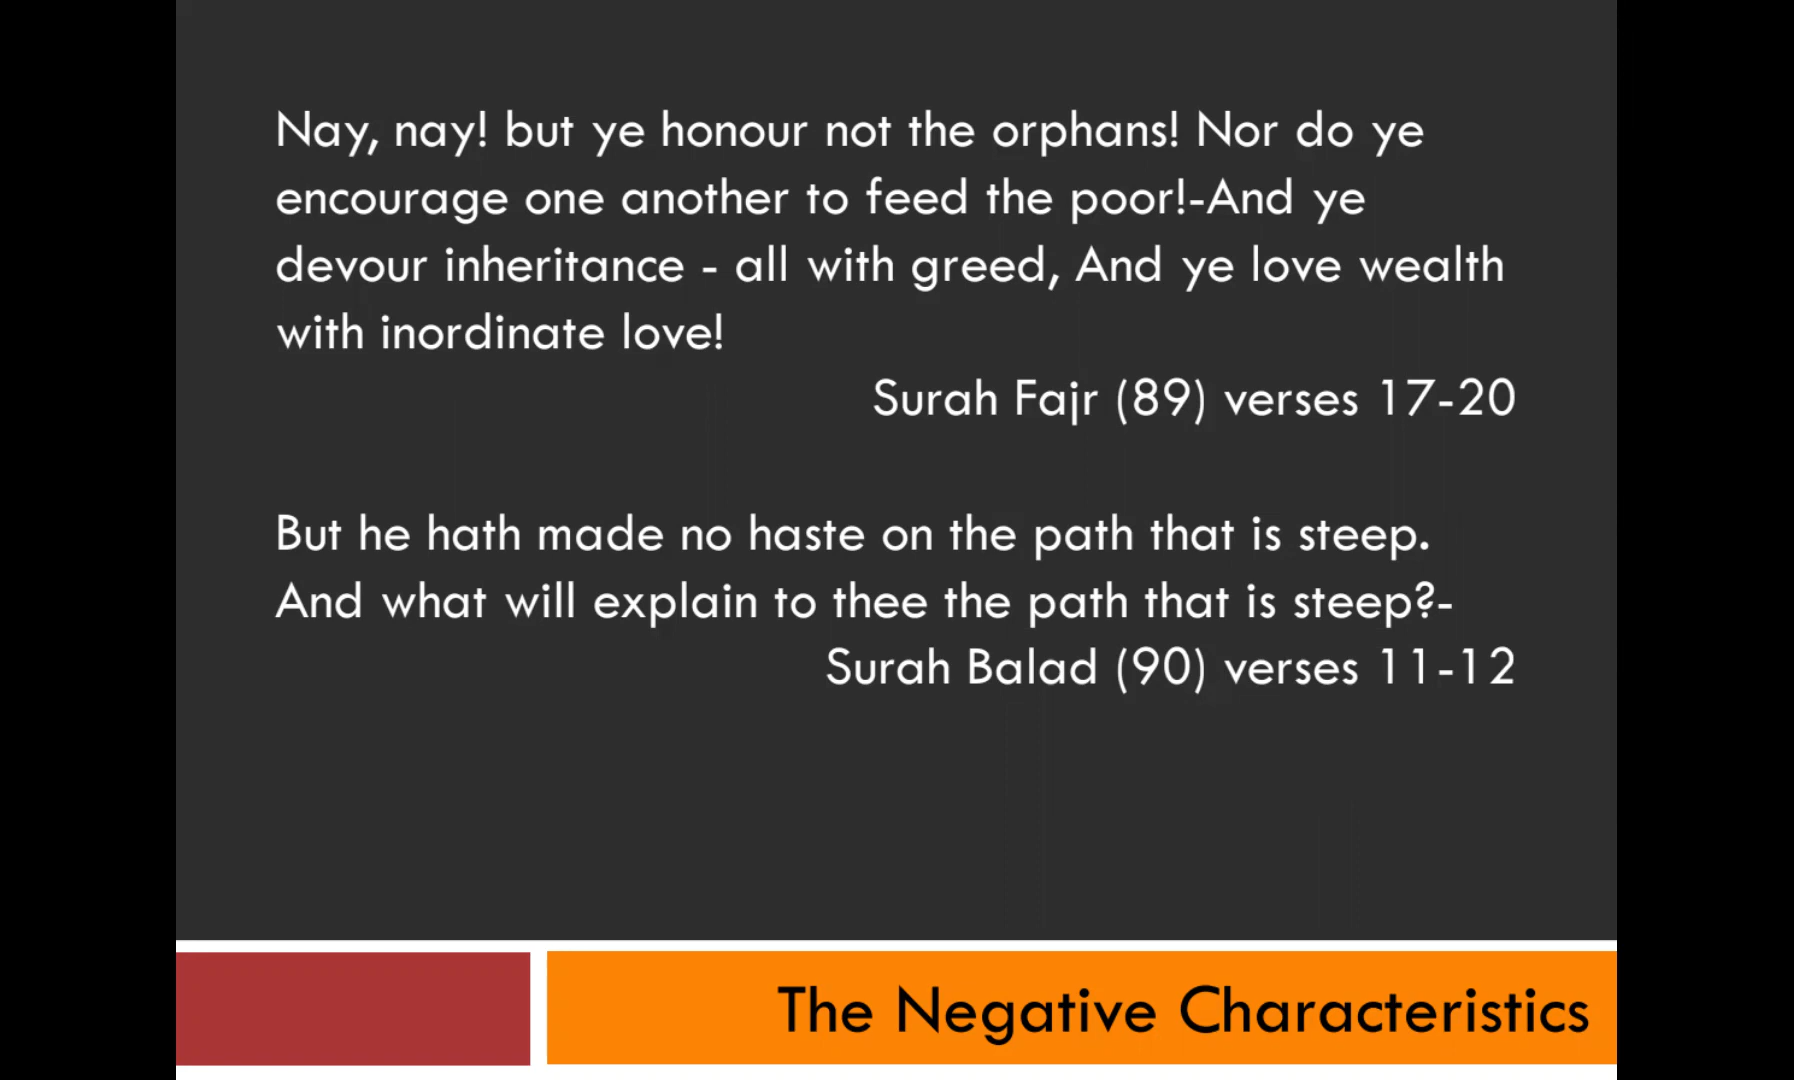 Nay, nay! but ye honour not the orphans! Nor do ye
encourage one another to feed the poor!-And ye
devour inheritance - all with greed, And ye love wealth
with inordinate love!
Surah Fajr (89) verses 17-20
But he hath made no haste on the path that is steep.
And what will explain to thee the path that is steep?-
Surah Balad (90) verses 11-12
The Negative Characteristics